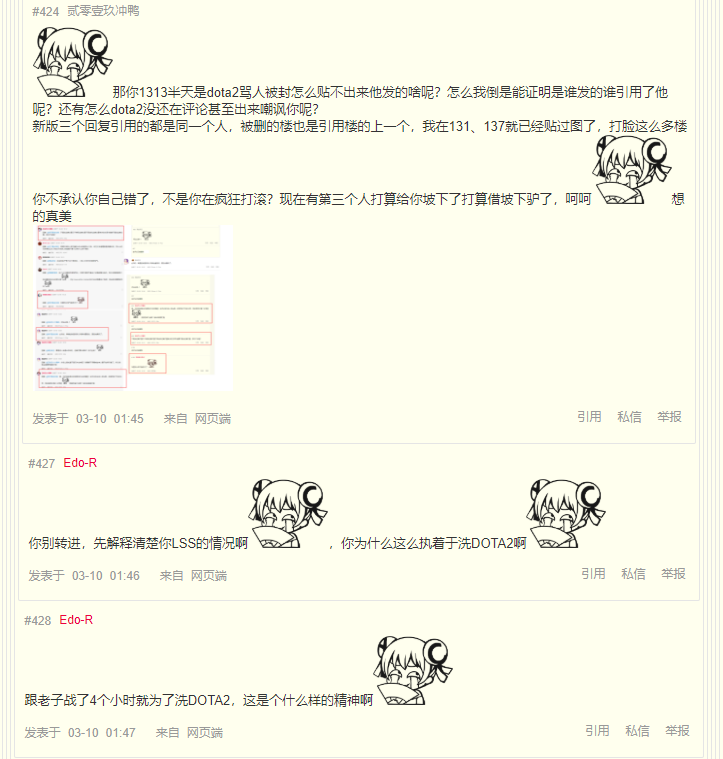 #424 贰零壹玖冲鸭
那你1313半天是dota2骂人被封怎么贴不出来他发的啥呢？怎么我倒是能证明是谁发的谁引用了他
呢？还有怎么dota2没还在评论甚至出来嘲讽你呢？
新版三个回复引用的都是同一个人，被删的楼也是引用楼的上一个，我在131、137就已经贴过图了，打脸这么多楼
你不承认你自己错了，不是你在疯狂打滚？现在有第三个人打算给你坡下了打算借坡下驴了，呵呵 想
的真美
发表于 03-10 01:45 来自 网页端 引用 私信 举报
#427 Edo-R
你别转进，先解释清楚你LSS的情况啊 ，你为什么这么执着于洗DOTA2啊
发表于 03-10 01:46 来自 网页端 引用 私信 举报
#428 Edo-R
跟老子战了4个小时就为了洗DOTA2，这是个什么样的精神啊
发表于 03-10 01:47 来自 网页端 引用 私信 举报